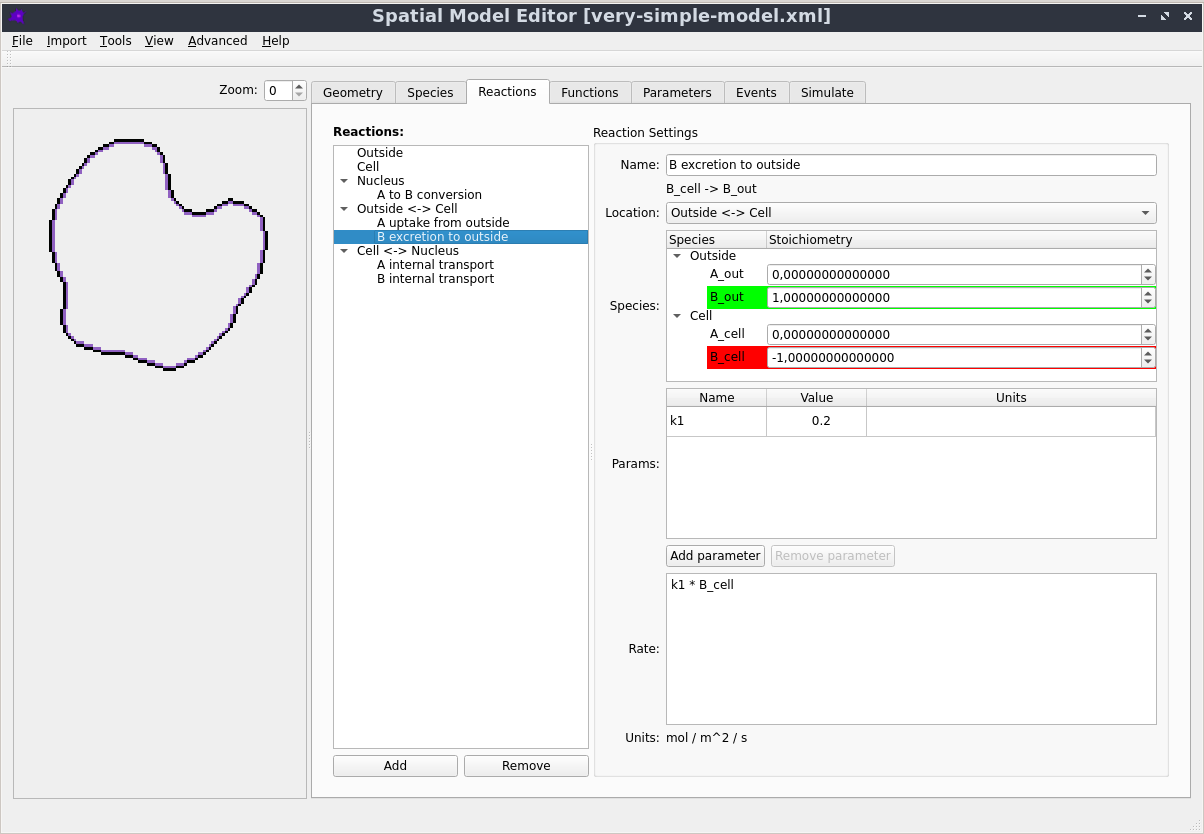 Spatial Model Editor [very-simple-model.xml]
File Import Tools View Advanced Help
Zoom: 0
Geometry Species Reactions Functions Parameters Events Simulate
Reactions:
Outside
Cell
Nucleus
A to B conversion
Outside <-> Cell
A uptake from outside
B excretion to outside
Cell <-> Nucleus
A internal transport
B internal transport
Add Remove
Reaction Settings
Name: B excretion to outside
B_cell -> B_out
Location: Outside <-> Cell
Species:
Species Stoichiometry
Outside
A_out 0,00000000000000
B_out 1,00000000000000
Cell
A_cell 0,00000000000000
B_cell -1,00000000000000
Params:
Name Value Units
k1 0.2
Add parameter Remove parameter
Rate:
k1 * B_cell
Units: mol / m^2 / s